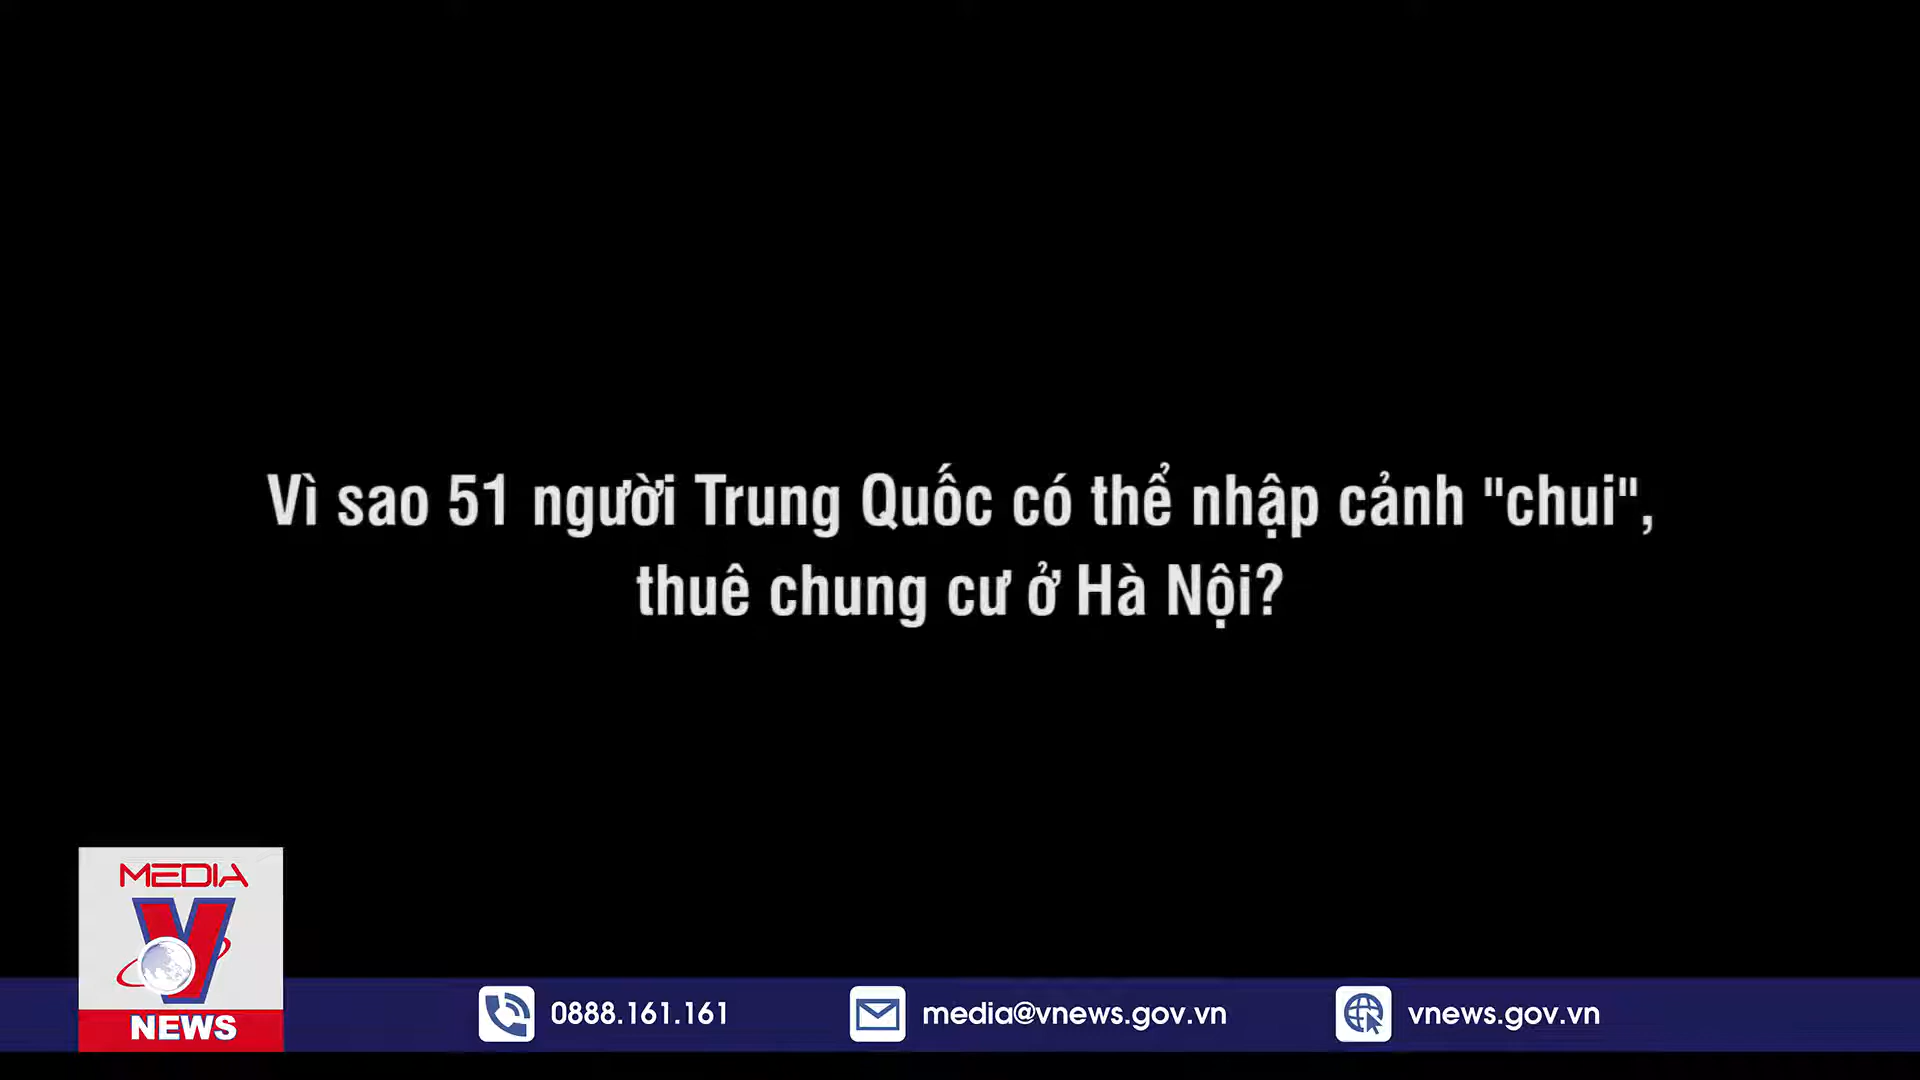 Vì sao 51 người Trung Quốc có thể nhập cảnh "chui",
thuê chung cư ở Hà Nội?
MEDIA
V
NEWS
0888.161.161
media@vnews.gov.vn
vnews.gov.vn